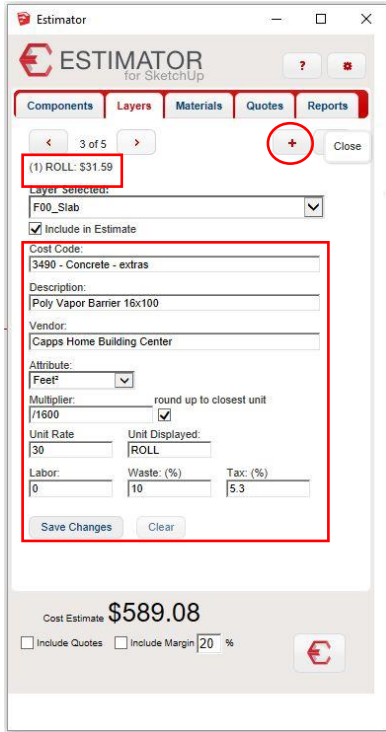 Estimator
ESTIMATOR
for SketchUp
?
Components Layers Materials Quotes Reports
< 3 of 5 > + Close
(1) ROLL: $31.59
Layer Selected:
F00_Slab
Include in Estimate
Cost Code:
3490 - Concrete - extras
Description:
Poly Vapor Barrier 16x100
Vendor:
Capps Home Building Center
Attribute:
Feet²
Multiplier: round up to closest unit
/1600
Unit Rate Unit Displayed:
30 ROLL
Labor: Waste: (%) Tax: (%)
0 10 5.3
Save Changes Clear
Cost Estimate $589.08
Include Quotes Include Margin 20 %